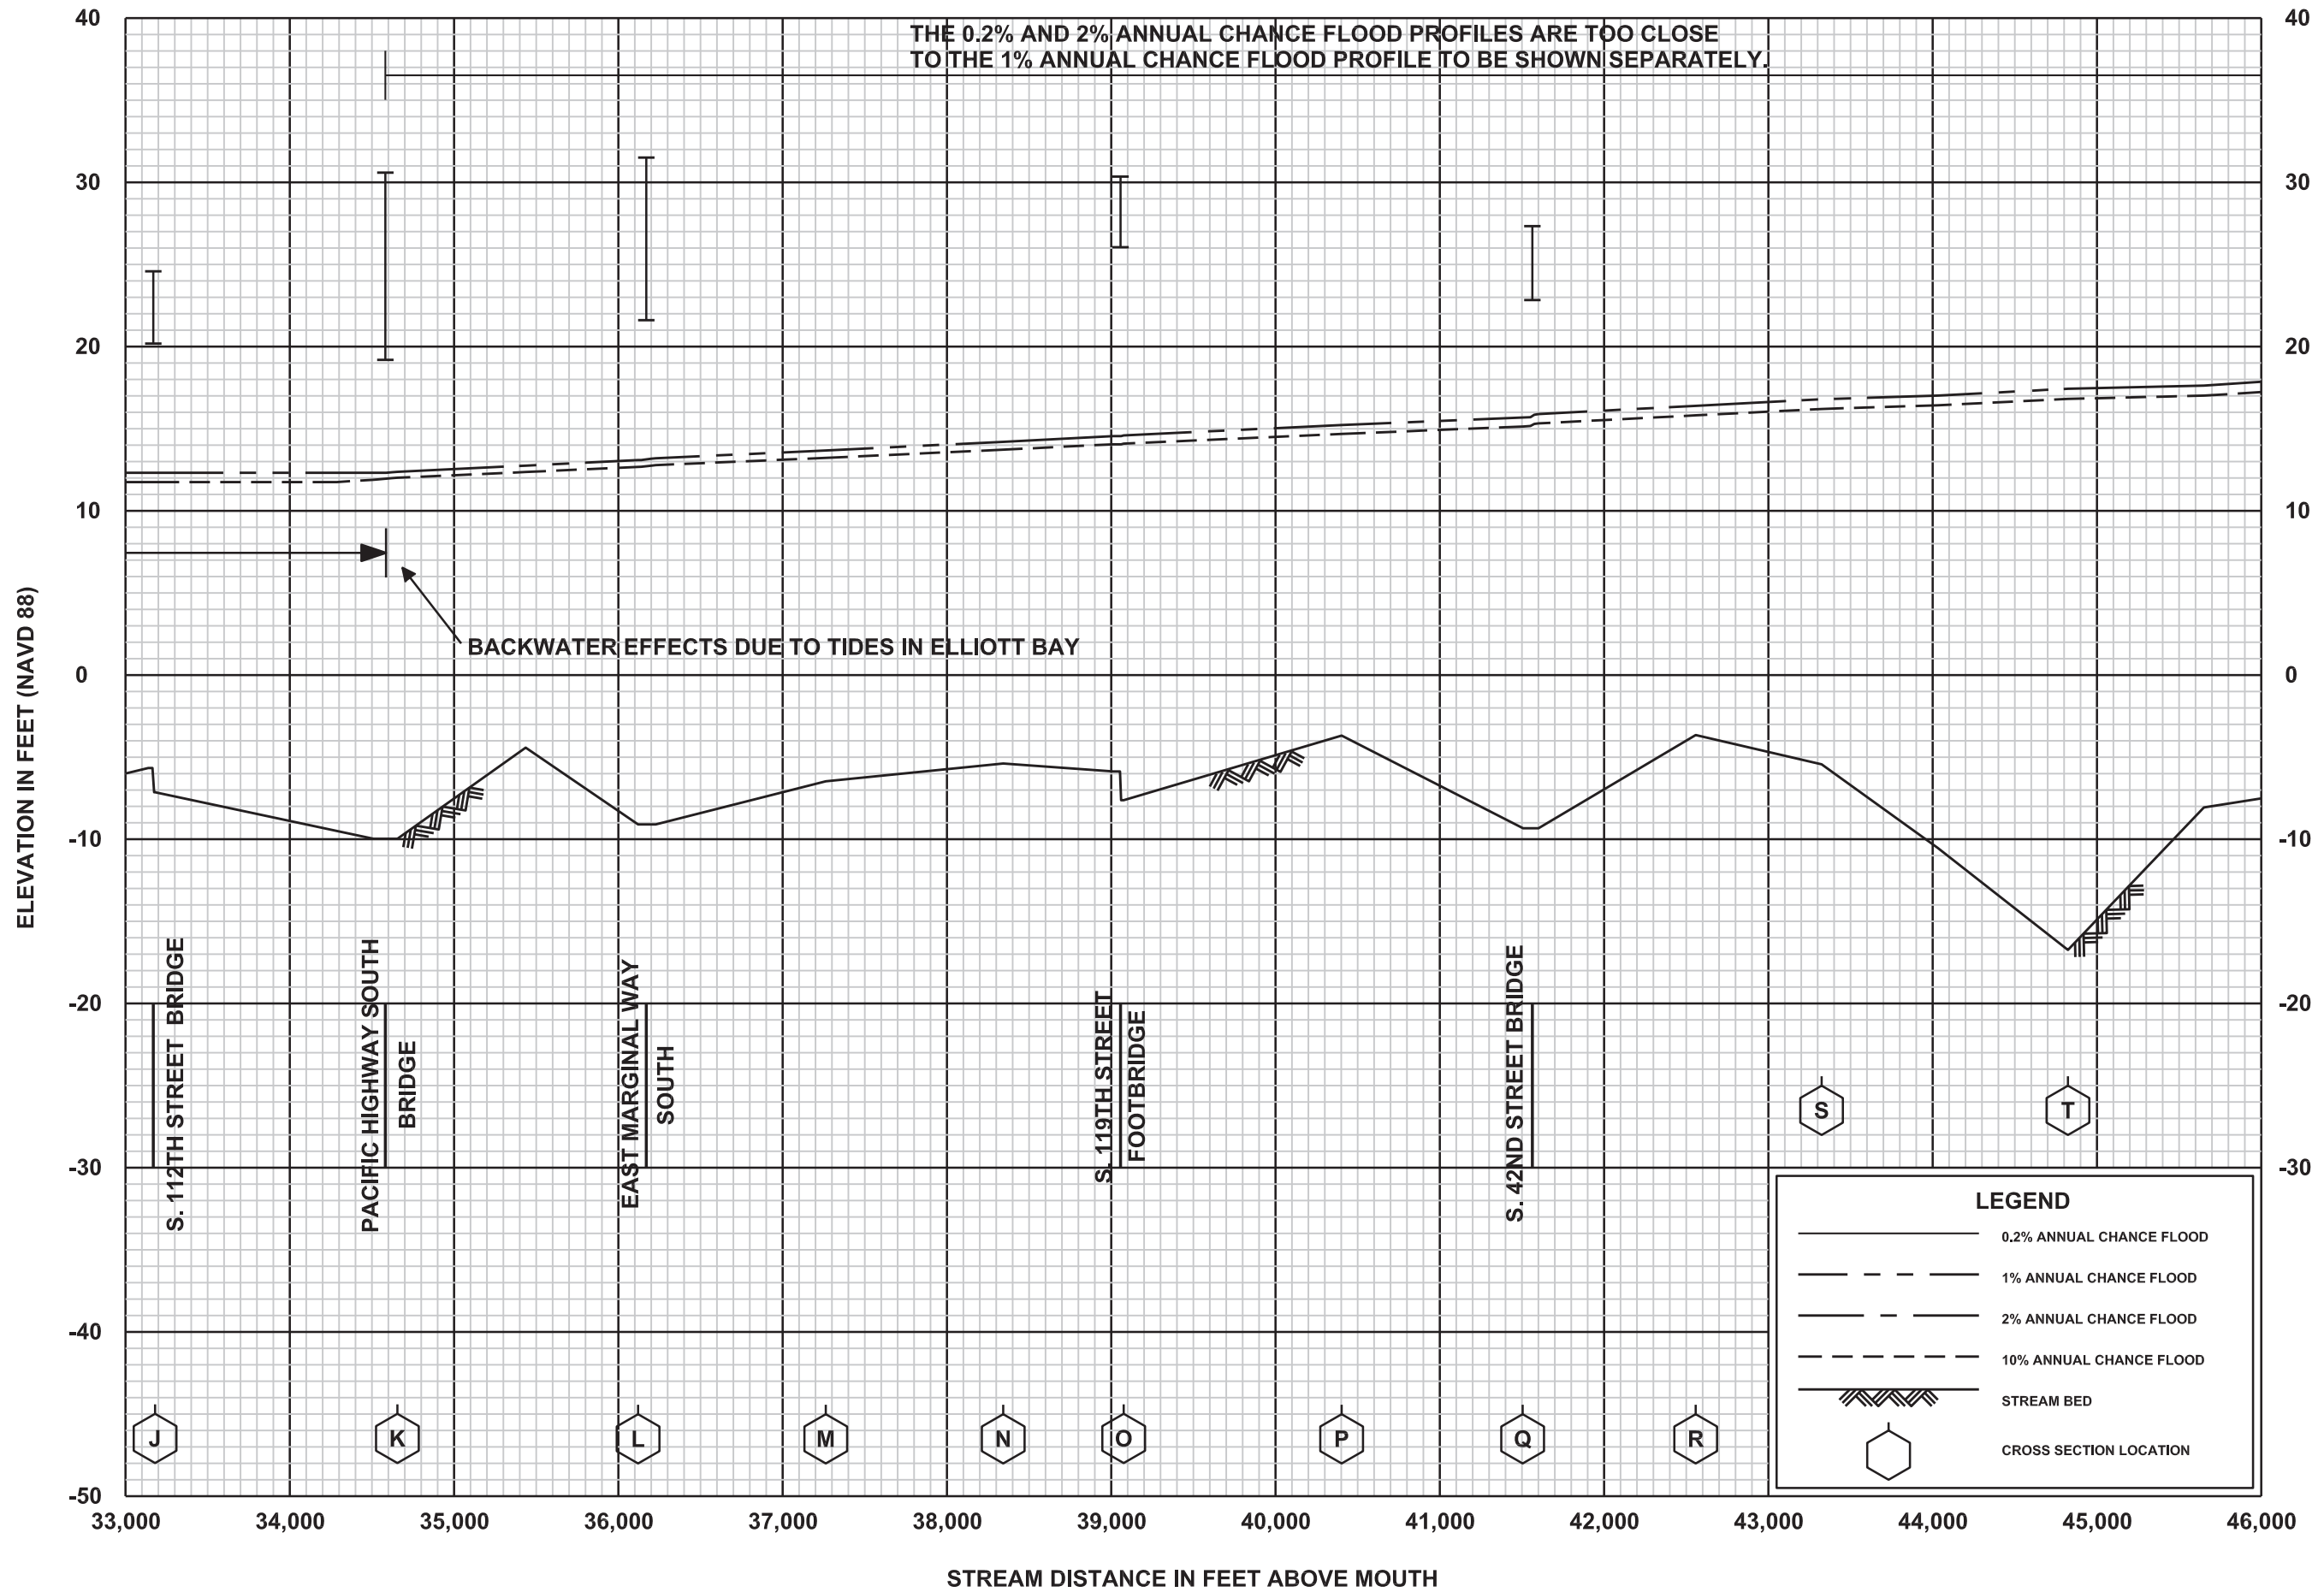 THE 0.2% AND 2% ANNUAL CHANCE FLOOD PROFILES ARE TOO CLOSE
TO THE 1% ANNUAL CHANCE FLOOD PROFILE TO BE SHOWN SEPARATELY.
40
30
20
10
0
-10
-20
-30
-40
-50
ELEVATION IN FEET (NAVD 88)
40
30
20
10
0
-10
-20
-30
BACKWATER EFFECTS DUE TO TIDES IN ELLIOTT BAY
S. 112TH STREET BRIDGE
PACIFIC HIGHWAY SOUTH
BRIDGE
EAST MARGINAL WAY
SOUTH
S. 119TH STREET
FOOTBRIDGE
S. 42ND STREET BRIDGE
S
T
J
K
L
M
N
O
P
Q
R
LEGEND
0.2% ANNUAL CHANCE FLOOD
1% ANNUAL CHANCE FLOOD
2% ANNUAL CHANCE FLOOD
10% ANNUAL CHANCE FLOOD
STREAM BED
CROSS SECTION LOCATION
33,000
34,000
35,000
36,000
37,000
38,000
39,000
40,000
41,000
42,000
43,000
44,000
45,000
46,000
STREAM DISTANCE IN FEET ABOVE MOUTH